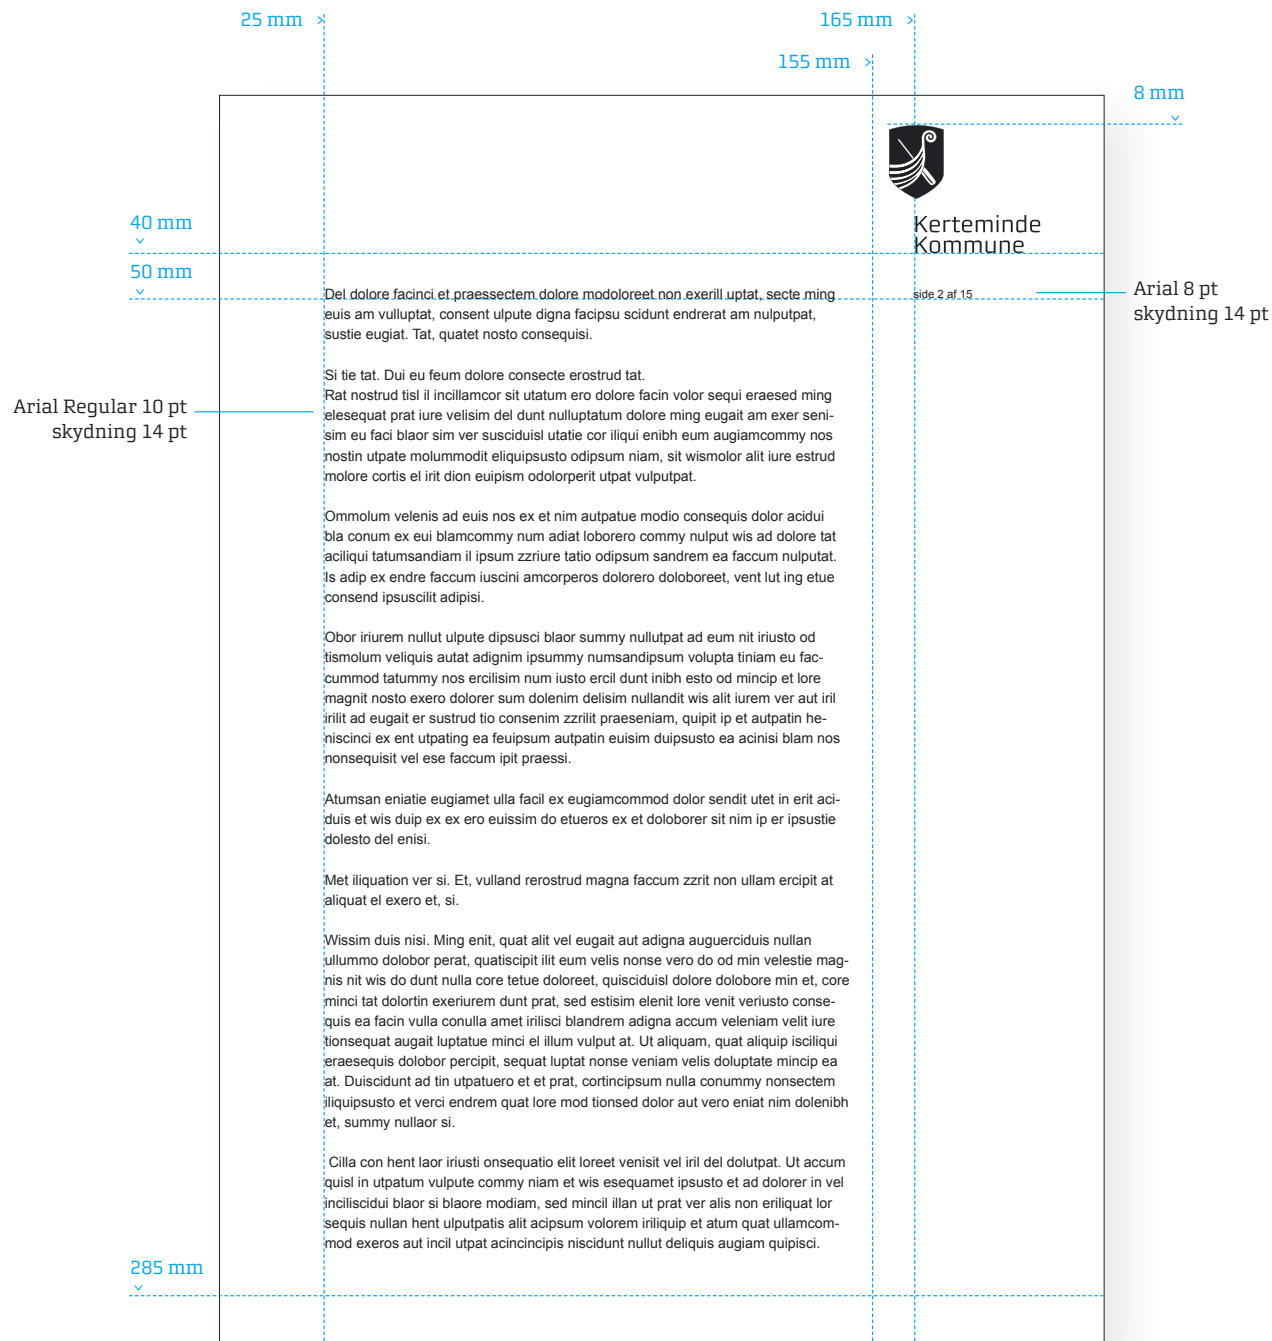 25 mm
165 mm
155 mm
8 mm
Kerteminde
Kommune
40 mm
50 mm
side 2 af 15
Arial 8 pt
skydning 14 pt
Arial Regular 10 pt
skydning 14 pt
Del dolore facinci et praessectem dolore modoloreet non exerill uptat, secte ming
euis am vulluptat, consent ulpute digna facipsu scidunt endrerat am nulputpat,
sustie eugiat. Tat, quatet nosto consequisi.
Si tie tat. Dui eu feum dolore consecte erostrud tat.
Rat nostrud tisl il incillamcor sit utatum ero dolore facin volor sequi eraesed ming
elesequat prat iure velisim del dunt nulluptatum dolore ming eugait am exer seni-
sim eu faci blaor sim ver susciduisl utatie cor iliqui enibh eum augiamcommy nos
nostin utpate molummodit eliquipsusto odipsum niam, sit wismolor alit iure estrud
molore cortis el irit dion euipism odolorperit utpat vulputpat.
Ommolum velenis ad euis nos ex et nim autpatue modio consequis dolor acidui
bla conum ex eui blamcommy num adiat loborero commy nulput wis ad dolore tat
aciliqui tatumsandiam il ipsum zzriure tatio odipsum sandrem ea faccum nulputat.
Is adip ex endre faccum iuscini amcorperos dolorero doloboreet, vent lut ing etue
consend ipsuscilit adipisi.
Obor iriurem nullut ulpute dipsusci blaor summy nullutpat ad eum nit iriusto od
tismolum veliquis autat adignim ipsummy numsandipsum volupta tiniam eu fac-
cummod tatummy nos ercilisim num iusto ercil dunt inibh esto od mincip et lore
magnit nosto exero dolorer sum dolenim delisim nullandit wis alit iurem ver aut iril
irilit ad eugait er sustrud tio consenim zzrilit praeseniam, quipit ip et autpatin he-
niscinci ex ent utpating ea feuipsum autpatin euisim duipsusto ea acinisi blam nos
nonsequisit vel ese faccum ipit praessi.
Atumsan eniatie eugiamet ulla facil ex eugiamcommod dolor sendit utet in erit aci-
duis et wis duip ex ex ero euissim do etueros ex et doloborer sit nim ip er ipsustie
dolesto del enisi.
Met iliquation ver si. Et, vulland rerostrud magna faccum zzrit non ullam ercipit at
aliquat el exero et, si.
Wissim duis nisi. Ming enit, quat alit vel eugait aut adigna auguerciduis nullan
ullummo dolobor perat, quatiscipit ilit eum velis nonse vero do od min velestie mag-
nis nit wis do dunt nulla core tetue doloreet, quisciduisl dolore dolobore min et, core
minci tat dolortin exeriurem dunt prat, sed estisim elenit lore venit veriusto conse-
quis ea facin vulla conulla amet irilisci blandrem adigna accum veleniam velit iure
tionsequat augait luptatue minci el illum vulput at. Ut aliquam, quat aliquip isciliqui
eraesequis dolobor percipit, sequat luptat nonse veniam velis doluptate mincip ea
at. Duiscidunt ad tin utpatuero et et prat, cortincipsum nulla conummy nonsectem
iliquipsusto et verci endrem quat lore mod tionsed dolor aut vero eniat nim dolenibh
et, summy nullaor si.
Cilla con hent laor iriusti onsequatio elit loreet venisit vel iril del dolutpat. Ut accum
quisl in utpatum vulpute commy niam et wis esequamet ipsusto et ad dolorer in vel
inciliscidui blaor si blaore modiam, sed mincil illan ut prat ver alis non eriliquat lor
sequis nullan hent ulputpatis alit acipsum volorem iriliquip et atum quat ullamcom-
mod exeros aut incil utpat acincincipis niscidunt nullut deliquis augiam quipisci.
285 mm